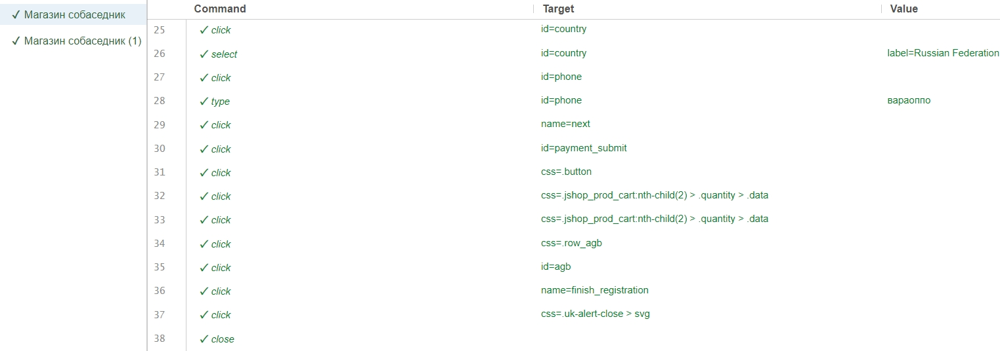 ✓ Магазин собаседник
✓ Магазин собаседник (1)
Command Target Value
25 ✓ click id=country
26 ✓ select id=country label=Russian Federation
27 ✓ click id=phone
28 ✓ type id=phone вараоппо
29 ✓ click name=next
30 ✓ click id=payment_submit
31 ✓ click css=.button
32 ✓ click css=.jshop_prod_cart:nth-child(2) > .quantity > .data
33 ✓ click css=.jshop_prod_cart:nth-child(2) > .quantity > .data
34 ✓ click css=.row_agb
35 ✓ click id=agb
36 ✓ click name=finish_registration
37 ✓ click css=.uk-alert-close > svg
38 ✓ close